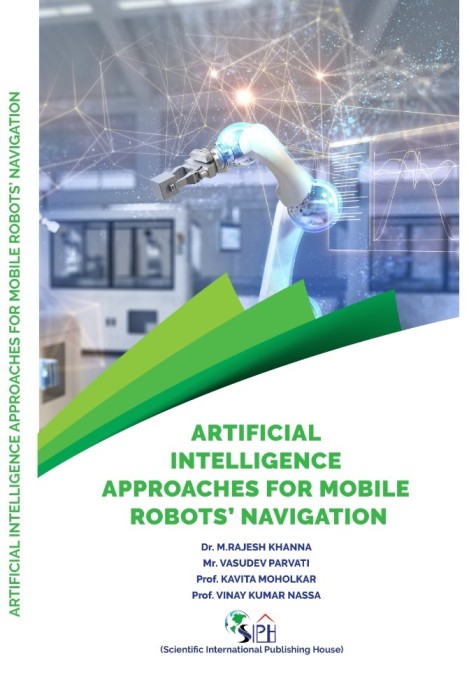 ARTIFICIAL INTELLIGENCE APPROACHES FOR MOBILE ROBOTS' NAVIGATION
ARTIFICIAL
INTELLIGENCE
APPROACHES FOR MOBILE
ROBOTS' NAVIGATION
Dr. M.RAJESH KHANNA
Mr. VASUDEV PARVATI
Prof. KAVITA MOHOLKAR
Prof. VINAY KUMAR NASSA
SIPH
(Scientific International Publishing House)